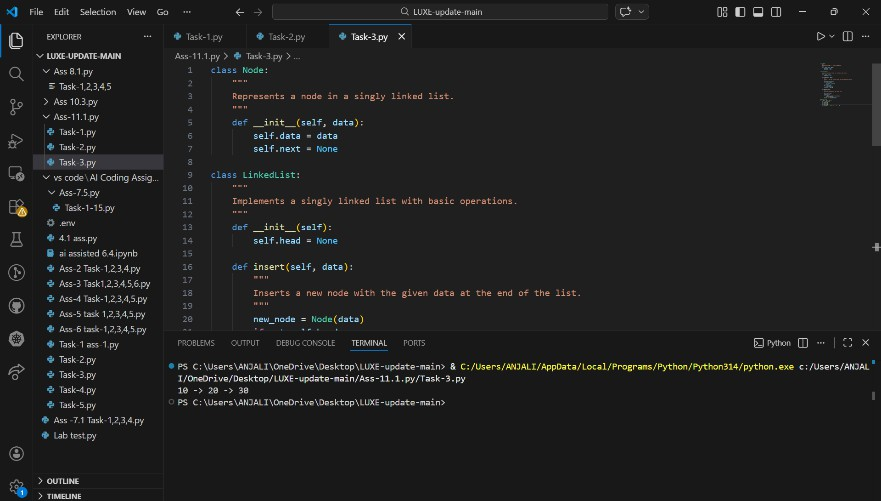 File Edit Selection View Go ··· LUXE-update-main
EXPLORER ···
LUXE-UPDATE-MAIN
Ass 8.1.py
Task-1,2,3,4,5
Ass 10.3.py
Ass-11.1.py
Task-1.py
Task-2.py
Task-3.py
vs code \ AI Coding Assig...
Ass-7.5.py
Task-1-15.py
.env
4.1 ass.py
ai assisted 6.4.ipynb
Ass-2 Task-1,2,3,4.py
Ass-3 Task1,2,3,4,5,6.py
Ass-4 Task-1,2,3,4,5.py
Ass-5 task 1,2,3,4,5.py
Ass-6 task-1,2,3,4,5.py
Task-1 ass-1.py
Task-2.py
Task-3.py
Task-4.py
Task-5.py
Ass -7.1 Task-1,2,3,4.py
Lab test.py
OUTLINE
TIMELINE
1
Task-1.py Task-2.py Task-3.py
Ass-11.1.py > Task-3.py > ...
1 class Node:
2 """
3 Represents a node in a singly linked list.
4 """
5 def __init__(self, data):
6 self.data = data
7 self.next = None
8
9 class LinkedList:
10 """
11 Implements a singly linked list with basic operations.
12 """
13 def __init__(self):
14 self.head = None
15
16 def insert(self, data):
17 """
18 Inserts a new node with the given data at the end of the list.
19 """
20 new_node = Node(data)
PROBLEMS OUTPUT DEBUG CONSOLE TERMINAL PORTS Python ···
PS C:\Users\ANJALI\OneDrive\Desktop\LUXE-update-main> & C:/Users/ANJALI/AppData/Local/Programs/Python/Python314/python.exe c:/Users/ANJAL
I/OneDrive/Desktop/LUXE-update-main/Ass-11.1.py/Task-3.py
10 -> 20 -> 30
PS C:\Users\ANJALI\OneDrive\Desktop\LUXE-update-main>